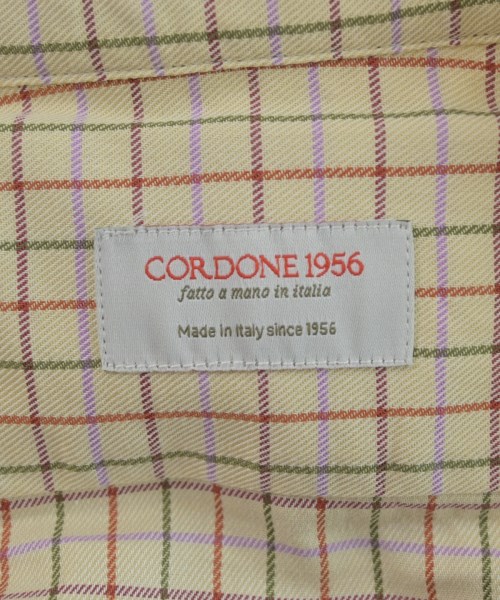 CORDONE 1956
fatto a mano in italia
Made in Italy since 1956